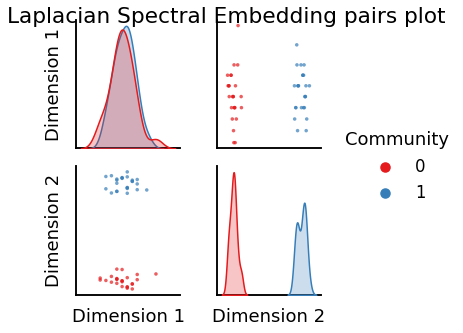 Laplacian Spectral Embedding pairs plot
Dimension 1
Community
0
1
Dimension 2
Dimension 1
Dimension 2